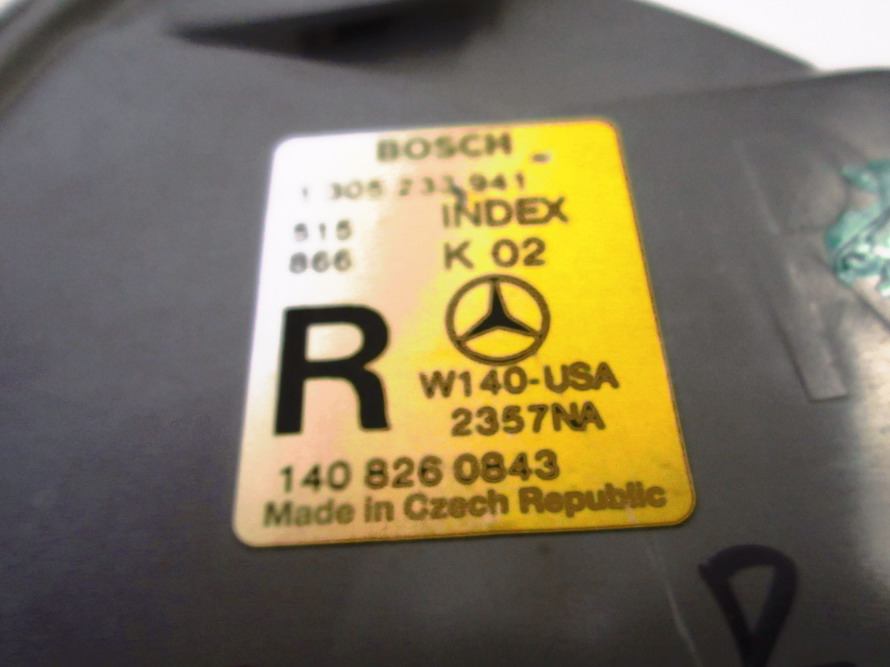 BOSCH
1 305 233 941
515 INDEX
866 K 02
R
W140-USA
2357NA
140 826 0843
Made in Czech Republic